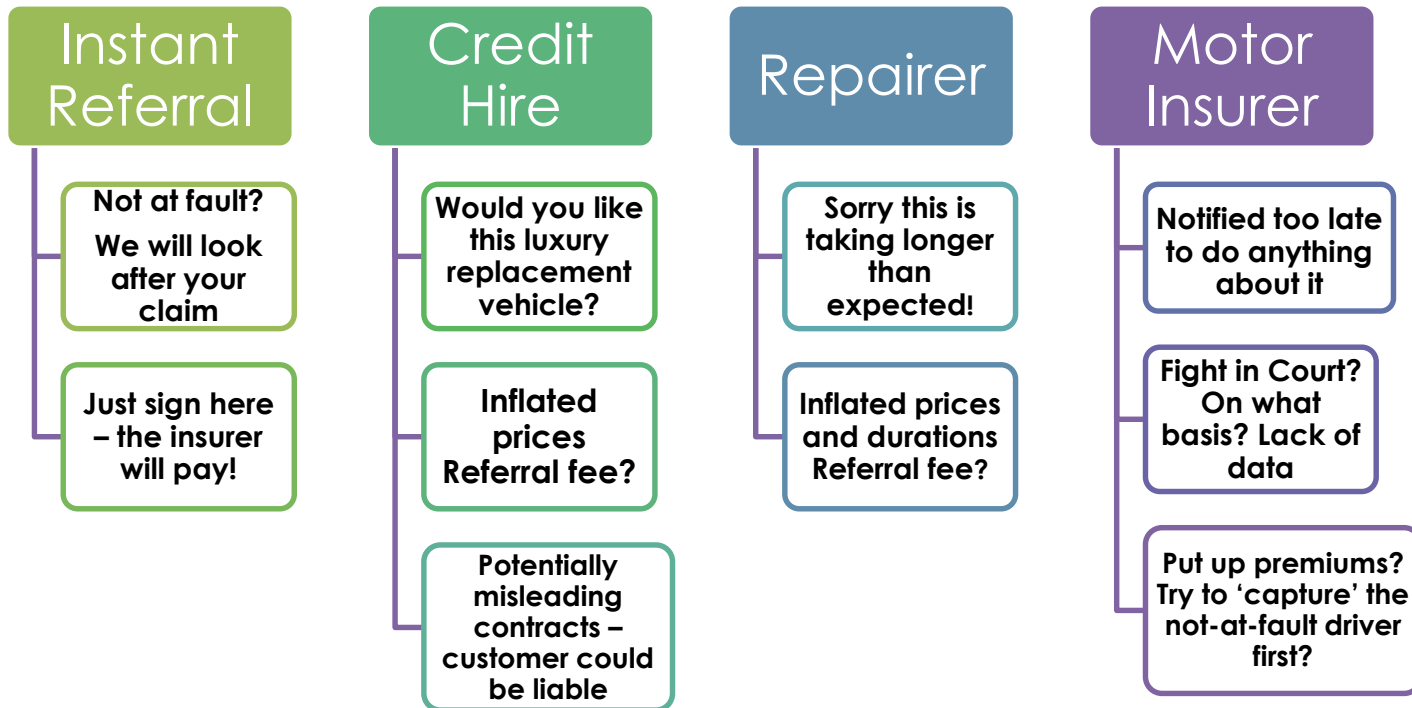 Instant
Referral
Not at fault?
We will look
after your
claim
Just sign here
– the insurer
will pay!
Credit
Hire
Would you like
this luxury
replacement
vehicle?
Inflated
prices
Referral fee?
Potentially
misleading
contracts –
customer could
be liable
Repairer
Sorry this is
taking longer
than
expected!
Inflated prices
and durations
Referral fee?
Motor
Insurer
Notified too late
to do anything
about it
Fight in Court?
On what
basis? Lack of
data
Put up premiums?
Try to ‘capture’ the
not-at-fault driver
first?